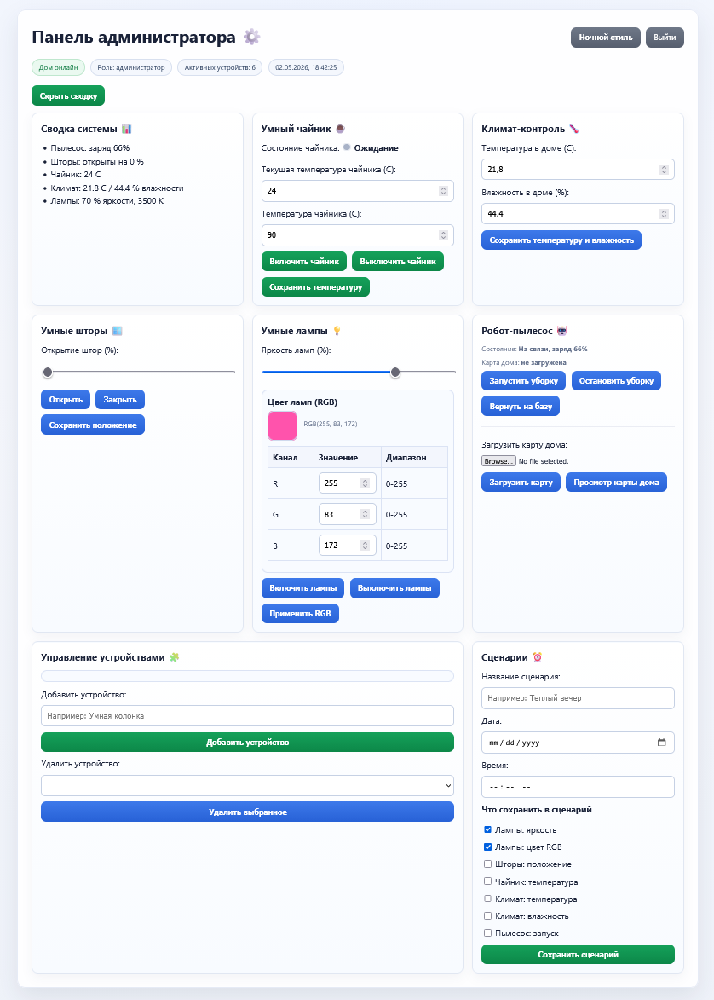 Панель администратора
Ночной стиль
Выйти
Дом онлайн
Роль: администратор
Активных устройств: 6
02.05.2026, 18:42:25
Скрыть сводку
Сводка системы
Пылесос: заряд 66%
Шторы: открыты на 0 %
Чайник: 24 С
Климат: 21.8 С / 44.4 % влажности
Лампы: 70 % яркости, 3500 K
Умный чайник
Состояние чайника: Ожидание
Текущая температура чайника (С):
24
Температура чайника (С):
90
Включить чайник
Выключить чайник
Сохранить температуру
Климат-контроль
Температура в доме (С):
21,8
Влажность в доме (%):
44,4
Сохранить температуру и влажность
Умные шторы
Открытие штор (%):
Открыть
Закрыть
Сохранить положение
Умные лампы
Яркость ламп (%):
Цвет ламп (RGB)
RGB(255, 83, 172)
Канал Значение Диапазон
R 255 0-255
G 83 0-255
B 172 0-255
Включить лампы
Выключить лампы
Применить RGB
Робот-пылесос
Состояние: На связи, заряд 66%
Карта дома: не загружена
Запустить уборку
Остановить уборку
Вернуть на базу
Загрузить карту дома:
Browse... No file selected.
Загрузить карту
Просмотр карты дома
Управление устройствами
Добавить устройство:
Например: Умная колонка
Добавить устройство
Удалить устройство:
Удалить выбранное
Сценарии
Название сценария:
Например: Теплый вечер
Дата:
mm / dd / yyyy
Время:
-- : -- --
Что сохранить в сценарий
Лампы: яркость
Лампы: цвет RGB
Шторы: положение
Чайник: температура
Климат: температура
Климат: влажность
Пылесос: запуск
Сохранить сценарий